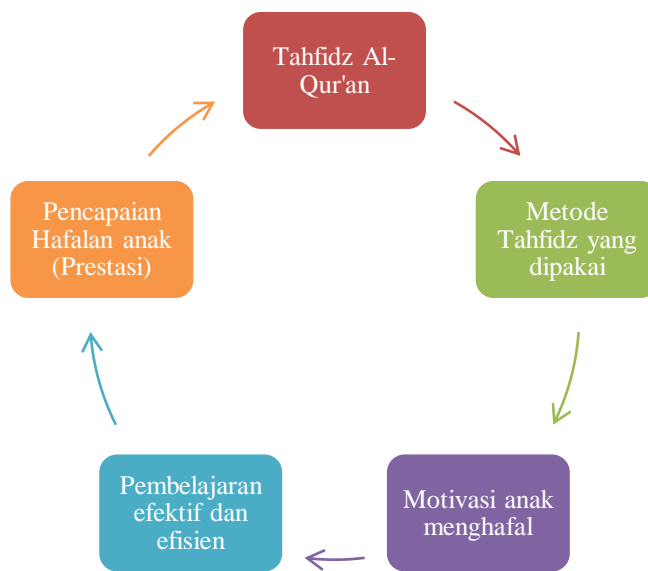 Tahfidz Al-
Qur'an
Metode
Tahfidz yang
dipakai
Motivasi anak
menghafal
Pembelajaran
efektif dan
efisien
Pencapaian
Hafalan anak
(Prestasi)